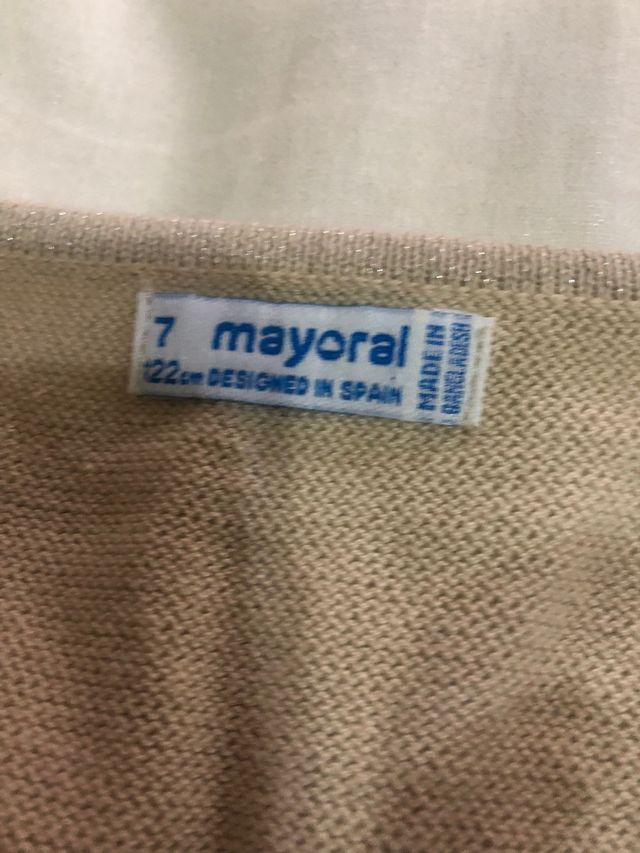 7 mayoral
122cm DESIGNED IN SPAIN
MADE IN
BANGLADESH